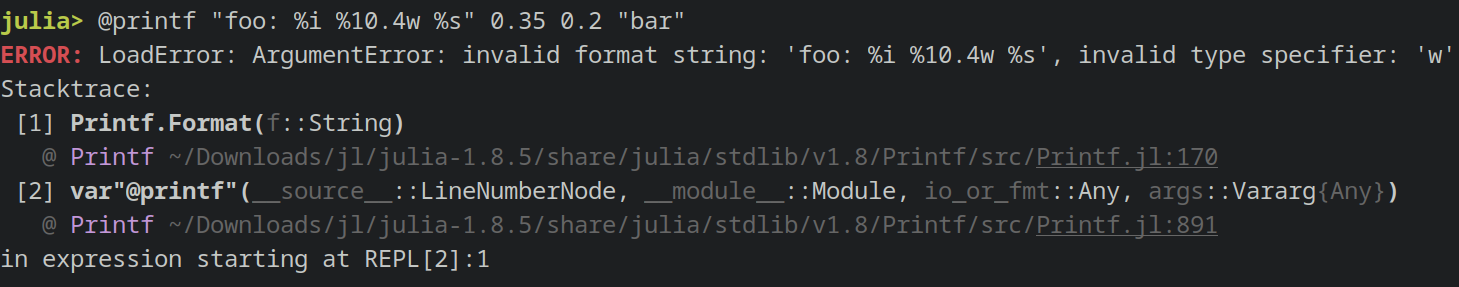 julia> @printf "foo: %i %10.4w %s" 0.35 0.2 "bar"
ERROR: LoadError: ArgumentError: invalid format string: 'foo: %i %10.4w %s', invalid type specifier: 'w'
Stacktrace:
 [1] Printf.Format(f::String)
   @ Printf ~/Downloads/jl/julia-1.8.5/share/julia/stdlib/v1.8/Printf/src/Printf.jl:170
 [2] var"@printf"(__source__::LineNumberNode, __module__::Module, io_or_fmt::Any, args::Vararg{Any})
   @ Printf ~/Downloads/jl/julia-1.8.5/share/julia/stdlib/v1.8/Printf/src/Printf.jl:891
in expression starting at REPL[2]:1